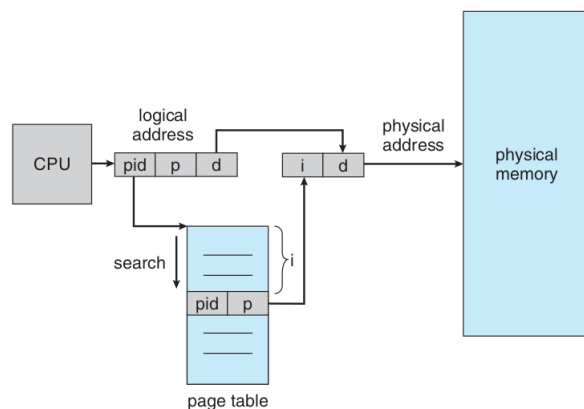 logical
address
physical
address
CPU
pid p d
i d
physical
memory
search
i
pid p
page table